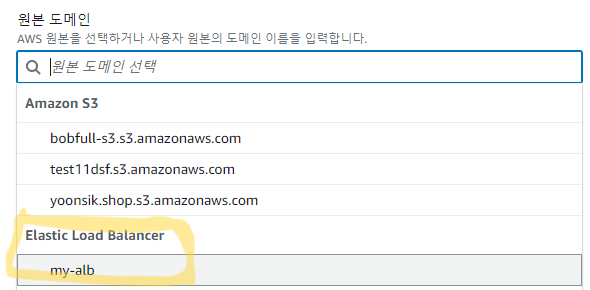 원본 도메인
AWS 원본을 선택하거나 사용자 원본의 도메인 이름을 입력합니다.
원본 도메인 선택
Amazon S3
bobfull-s3.s3.amazonaws.com
test11dsf.s3.amazonaws.com
yoonsik.shop.s3.amazonaws.com
Elastic Load Balancer
my-alb